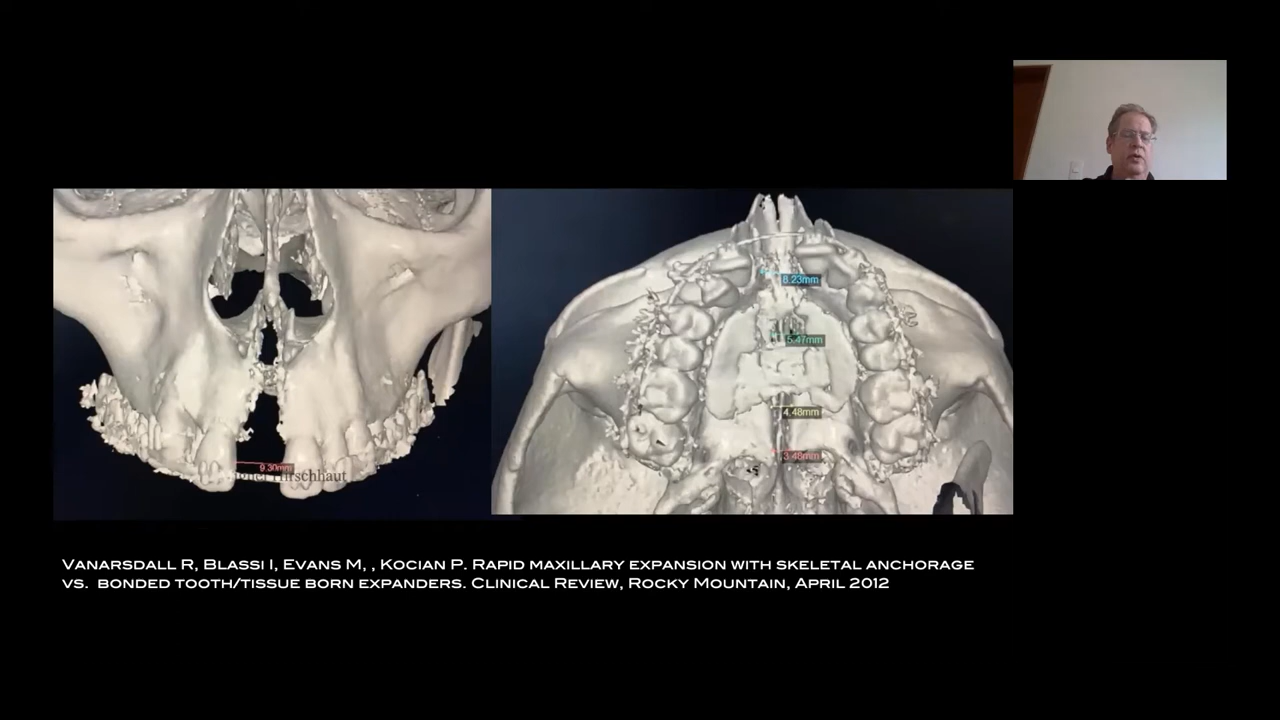 8.23mm
5.47mm
4.48mm
3.48mm
9.30mm
Hirschhaut
VANARSDALL R, BLASSI I, EVANS M, , KOCIAN P. RAPID MAXILLARY EXPANSION WITH SKELETAL ANCHORAGE
VS. BONDED TOOTH/TISSUE BORN EXPANDERS. CLINICAL REVIEW, ROCKY MOUNTAIN, APRIL 2012